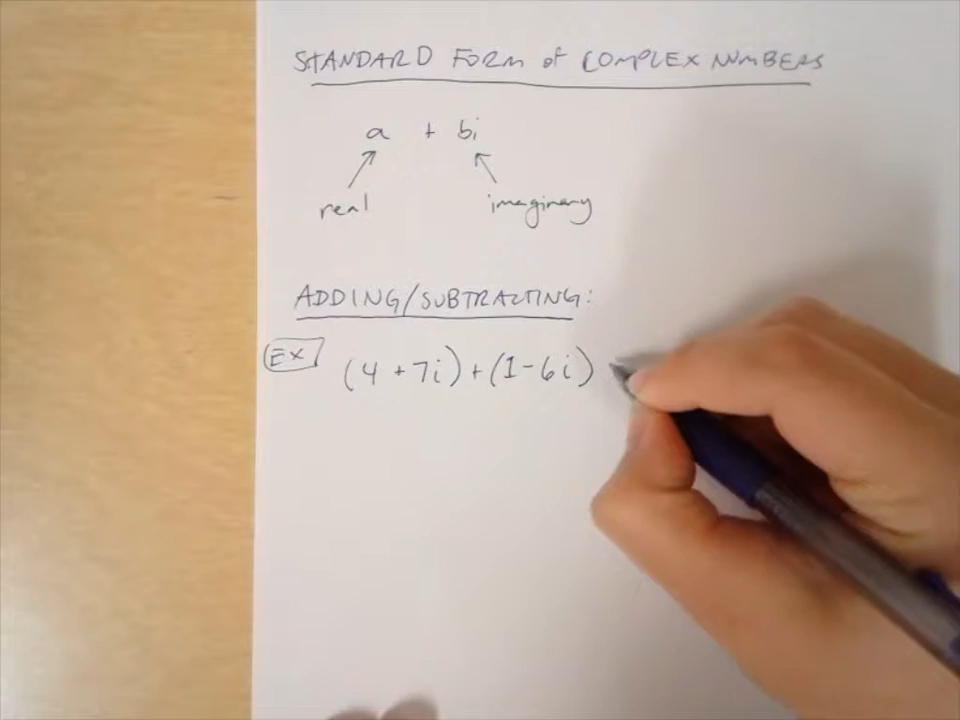 STANDARD FORM of COMPLEX NUMBERS
a + bi
real imaginary
ADDING/SUBTRACTING:
EX (4 + 7i) + (1 - 6i)